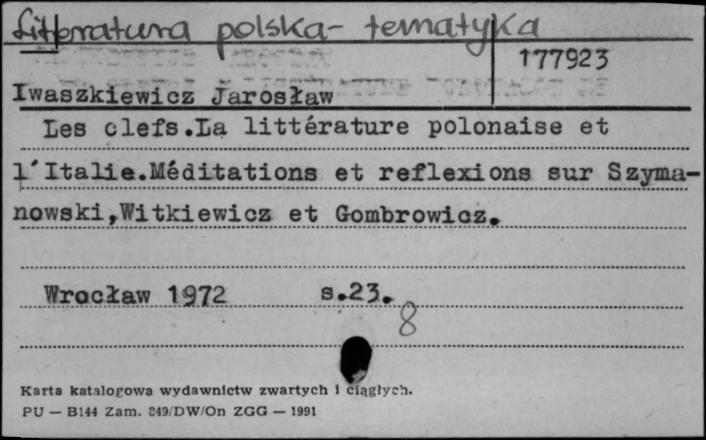 Litteratura polska - tematyka
177923
Iwaszkiewicz Jarosław
Les clefs.La littérature polonaise et
l'Italie.Méditations et reflexions sur Szyma-
nowski,Witkiewicz et Gombrowicz.
Wrocław 1972 s.23.
8
Karta katalogowa wydawnictw zwartych i ciągłych.
PU — B144 Zam. 849/DW/On ZGG — 1991